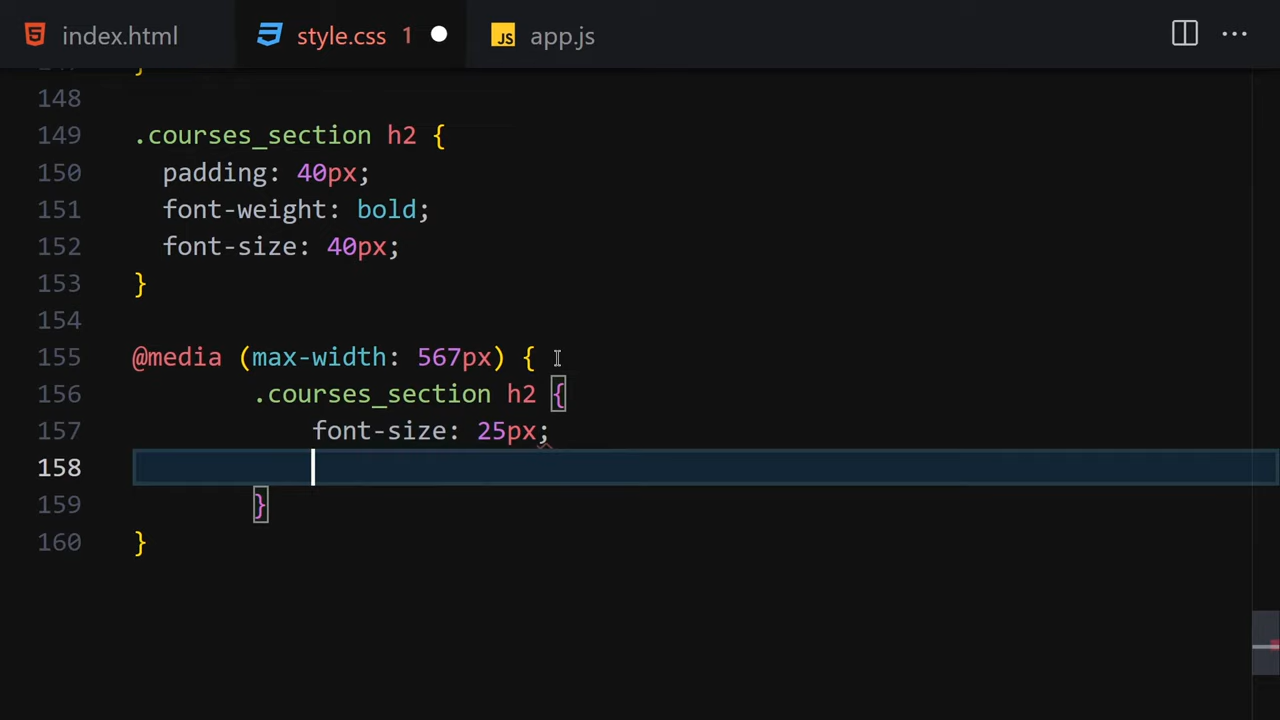 index.html style.css 1 JS app.js
}
148
149 .courses_section h2 {
150 padding: 40px;
151 font-weight: bold;
152 font-size: 40px;
153 }
154
155 @media (max-width: 567px) {
156 .courses_section h2 {
157 font-size: 25px;
158
159 }
160 }